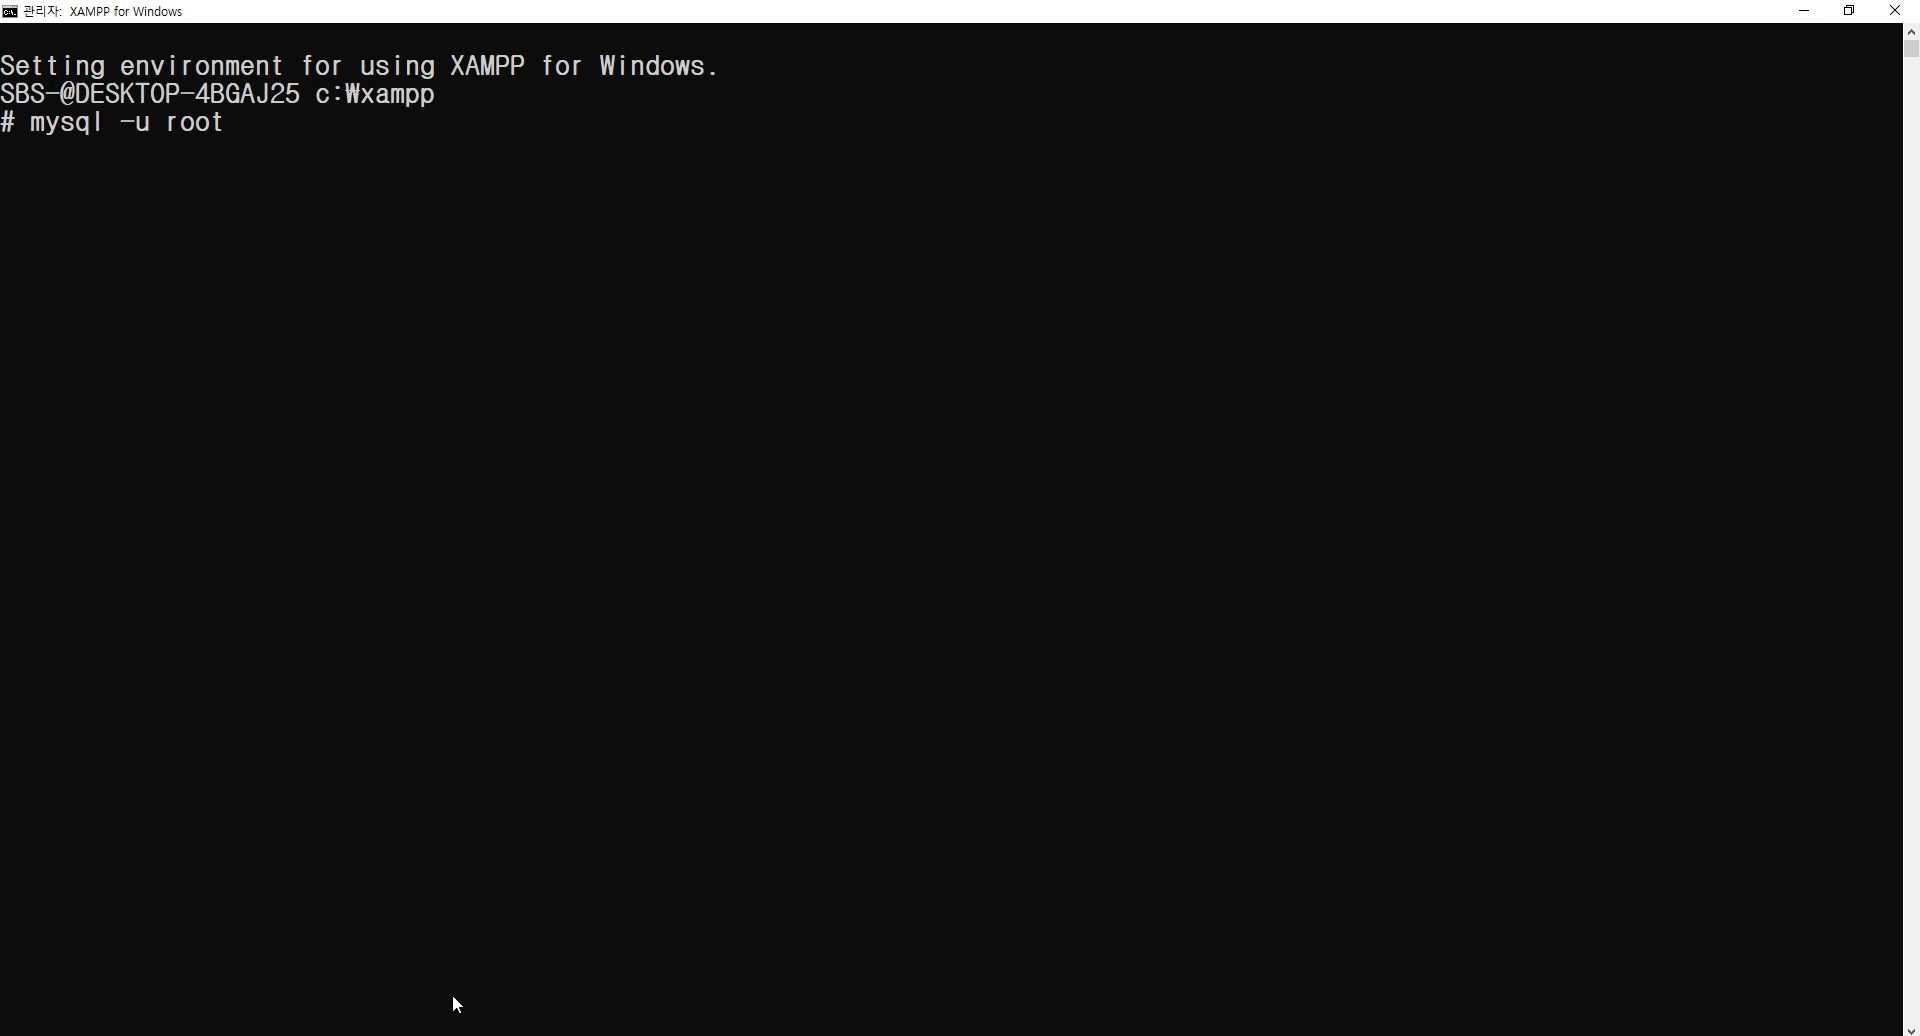 관리자:  XAMPP for Windows
Setting environment for using XAMPP for Windows.
SBS-@DESKTOP-4BGAJ25 c:₩xampp
# mysql -u root